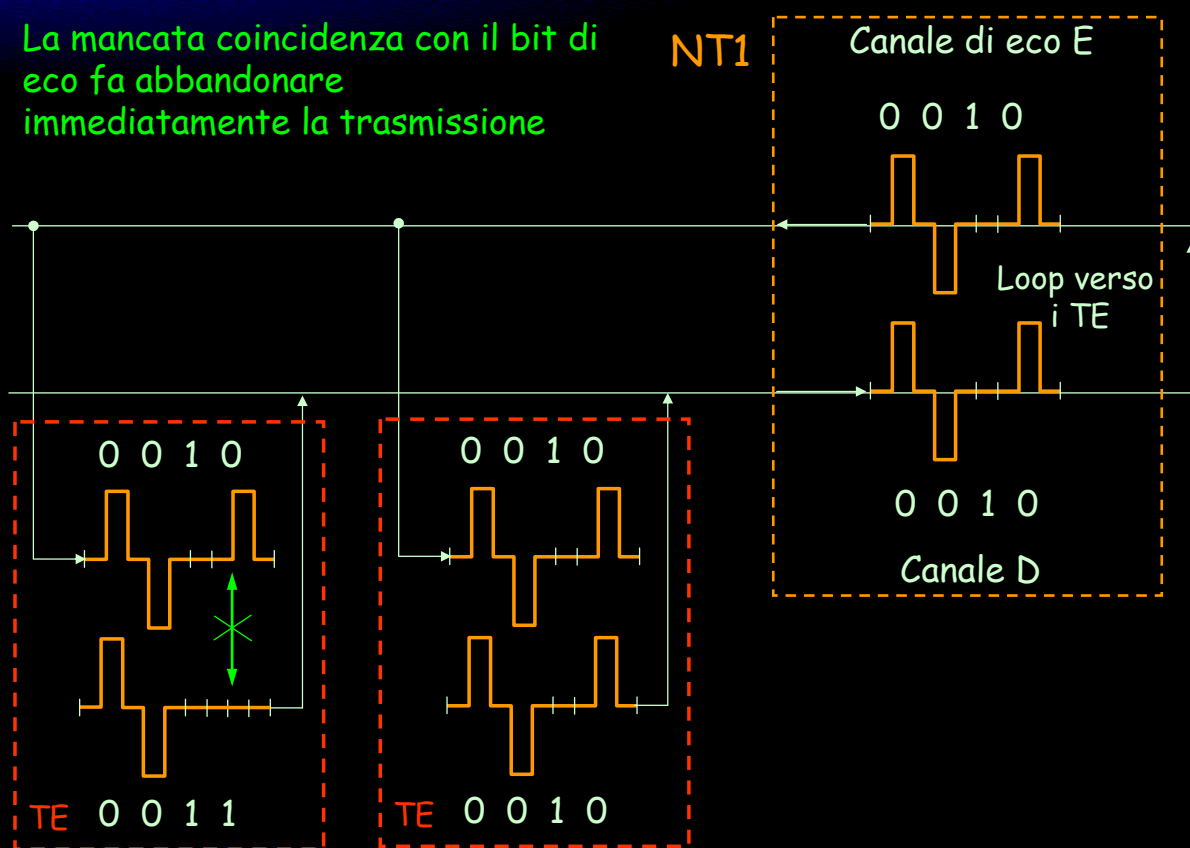 La mancata coincidenza con il bit di
eco fa abbandonare
immediatamente la trasmissione
NT1
Canale di eco E
0 0 1 0
Loop verso
i TE
0 0 1 0
Canale D
0 0 1 0
TE 0 0 1 1
0 0 1 0
TE 0 0 1 0